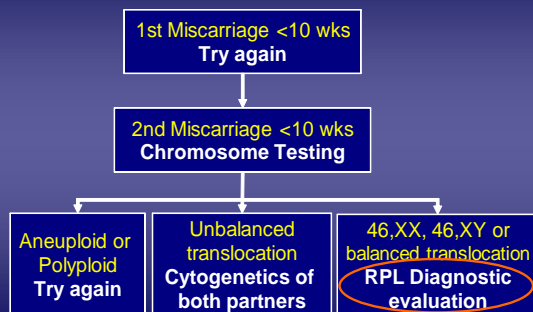 1st Miscarriage <10 wks
Try again
2nd Miscarriage <10 wks
Chromosome Testing
Aneuploid or
Polyploid
Try again
Unbalanced
translocation
Cytogenetics of
both partners
46,XX, 46,XY or
balanced translocation
RPL Diagnostic
evaluation